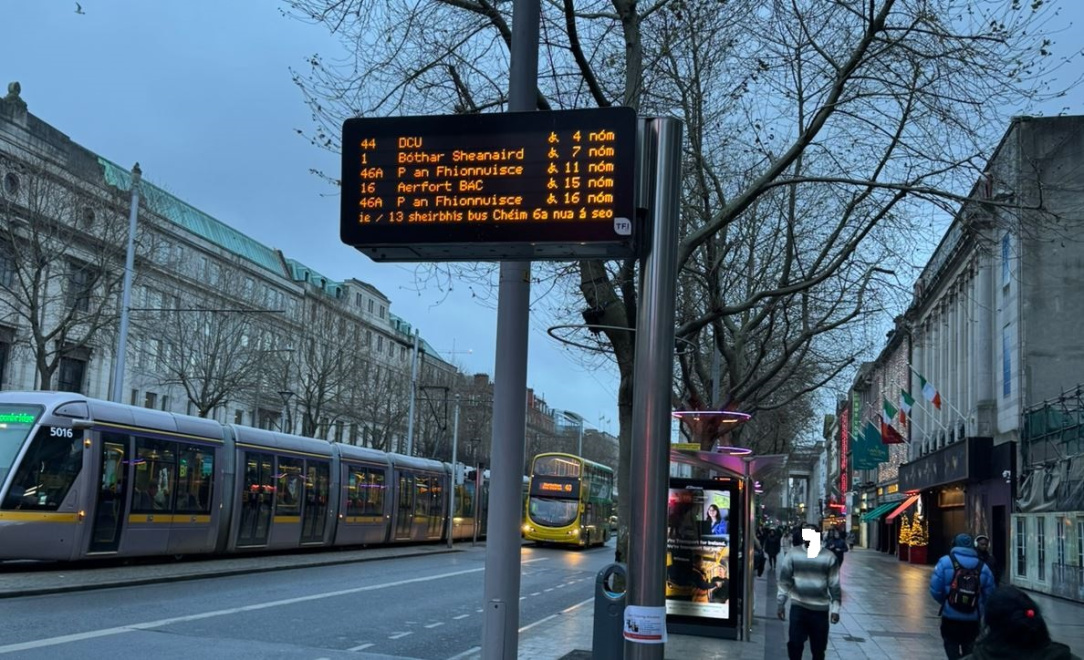 44 DCU 4 nóm
1 Bóthar Sheanaird 7 nóm
46A P an Fhionnuisce 11 nóm
16 Aerfort BAC 15 nóm
46A P an Fhionnuisce 16 nóm
ie / 13 sheirbhís bus Chéim 6a nua á seo
TFI
5016